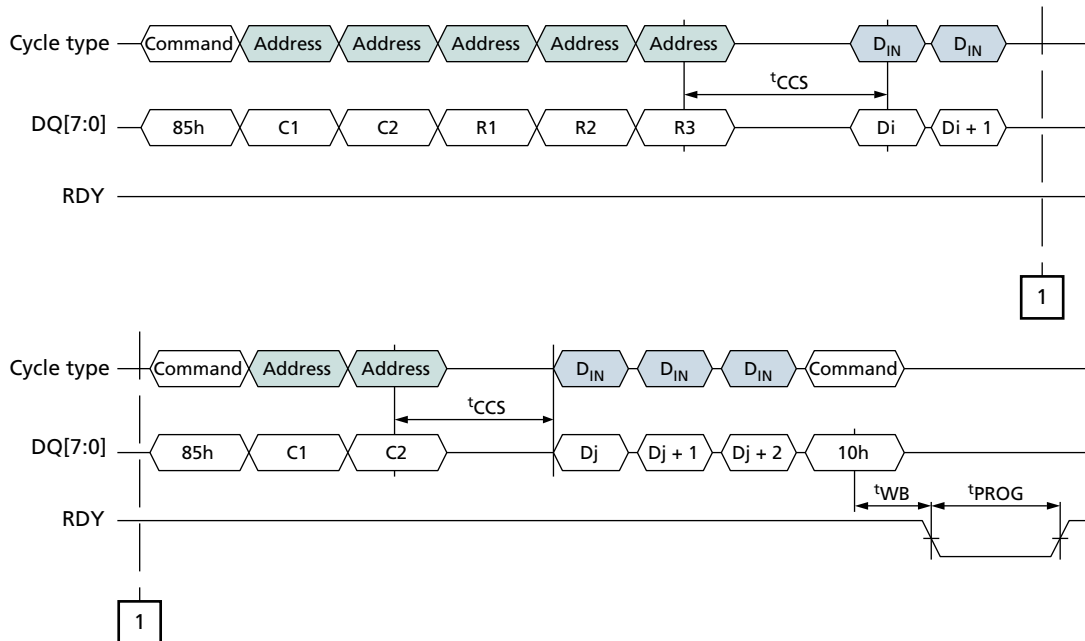 Cycle type Command Address Address Address Address Address DIN DIN
tCCS
DQ[7:0] 85h C1 C2 R1 R2 R3 Di Di + 1
RDY
1
Cycle type Command Address Address DIN DIN DIN Command
tCCS
DQ[7:0] 85h C1 C2 Dj Dj + 1 Dj + 2 10h
tWB tPROG
RDY
1